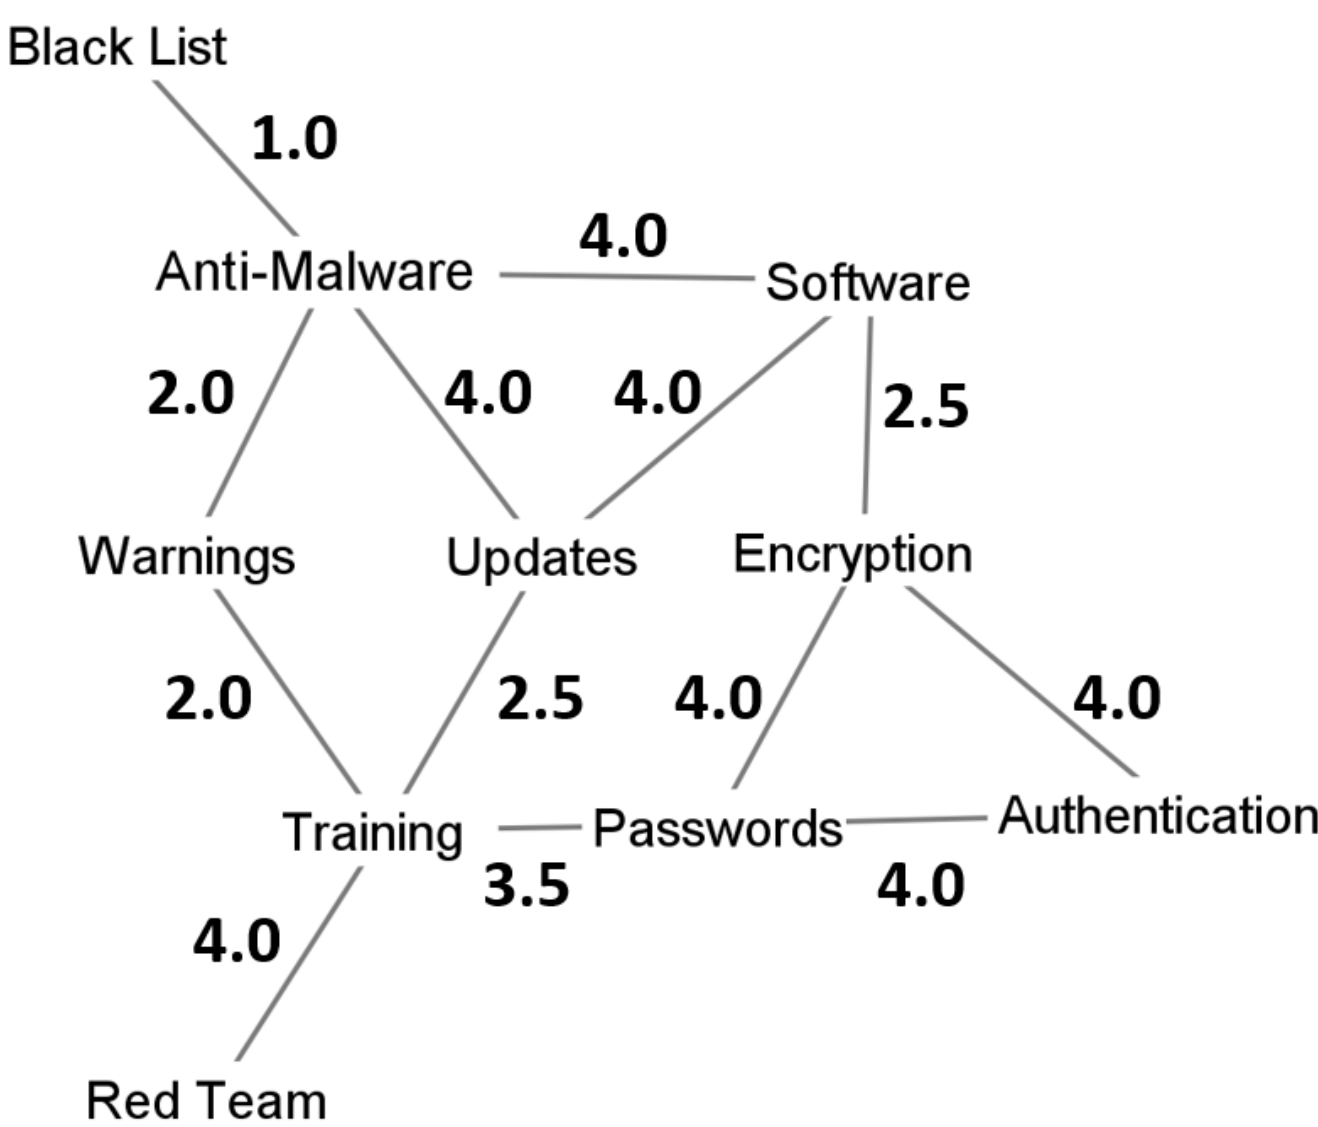 Black List
1.0
4.0
Anti-Malware
Software
2.0
4.0
4.0
2.5
Warnings
Updates
Encryption
2.0
2.5
4.0
4.0
Training
Passwords
Authentication
3.5
4.0
4.0
Red Team